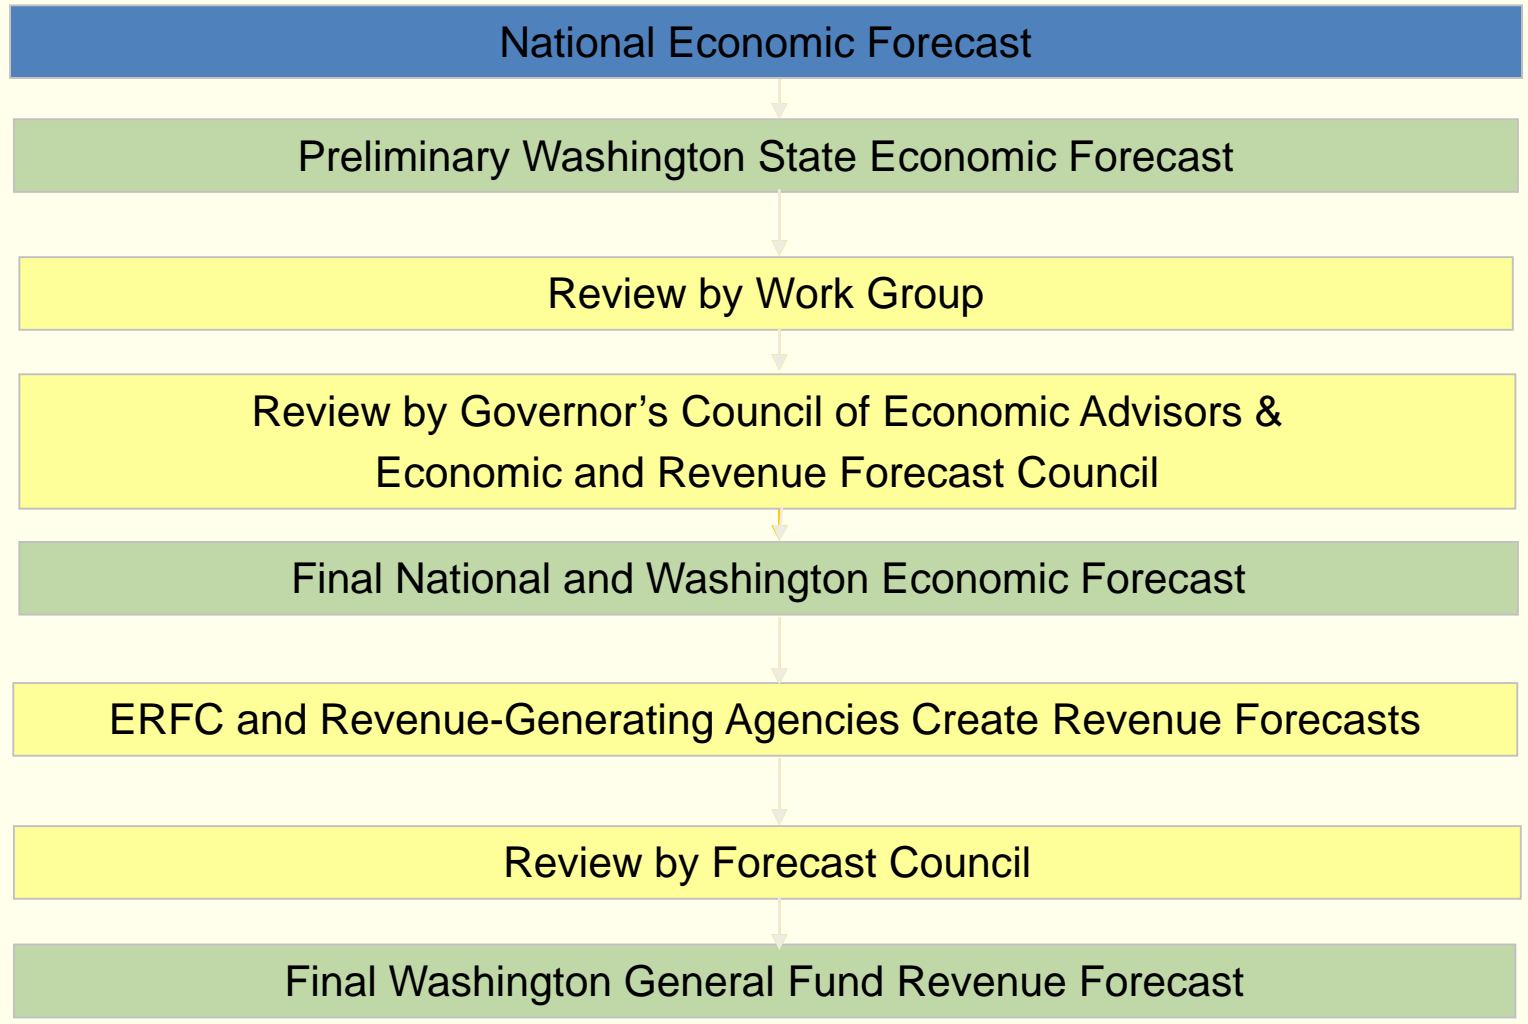 National Economic Forecast
Preliminary Washington State Economic Forecast
Review by Work Group
Review by Governor’s Council of Economic Advisors &
Economic and Revenue Forecast Council
Final National and Washington Economic Forecast
ERFC and Revenue-Generating Agencies Create Revenue Forecasts
Review by Forecast Council
Final Washington General Fund Revenue Forecast